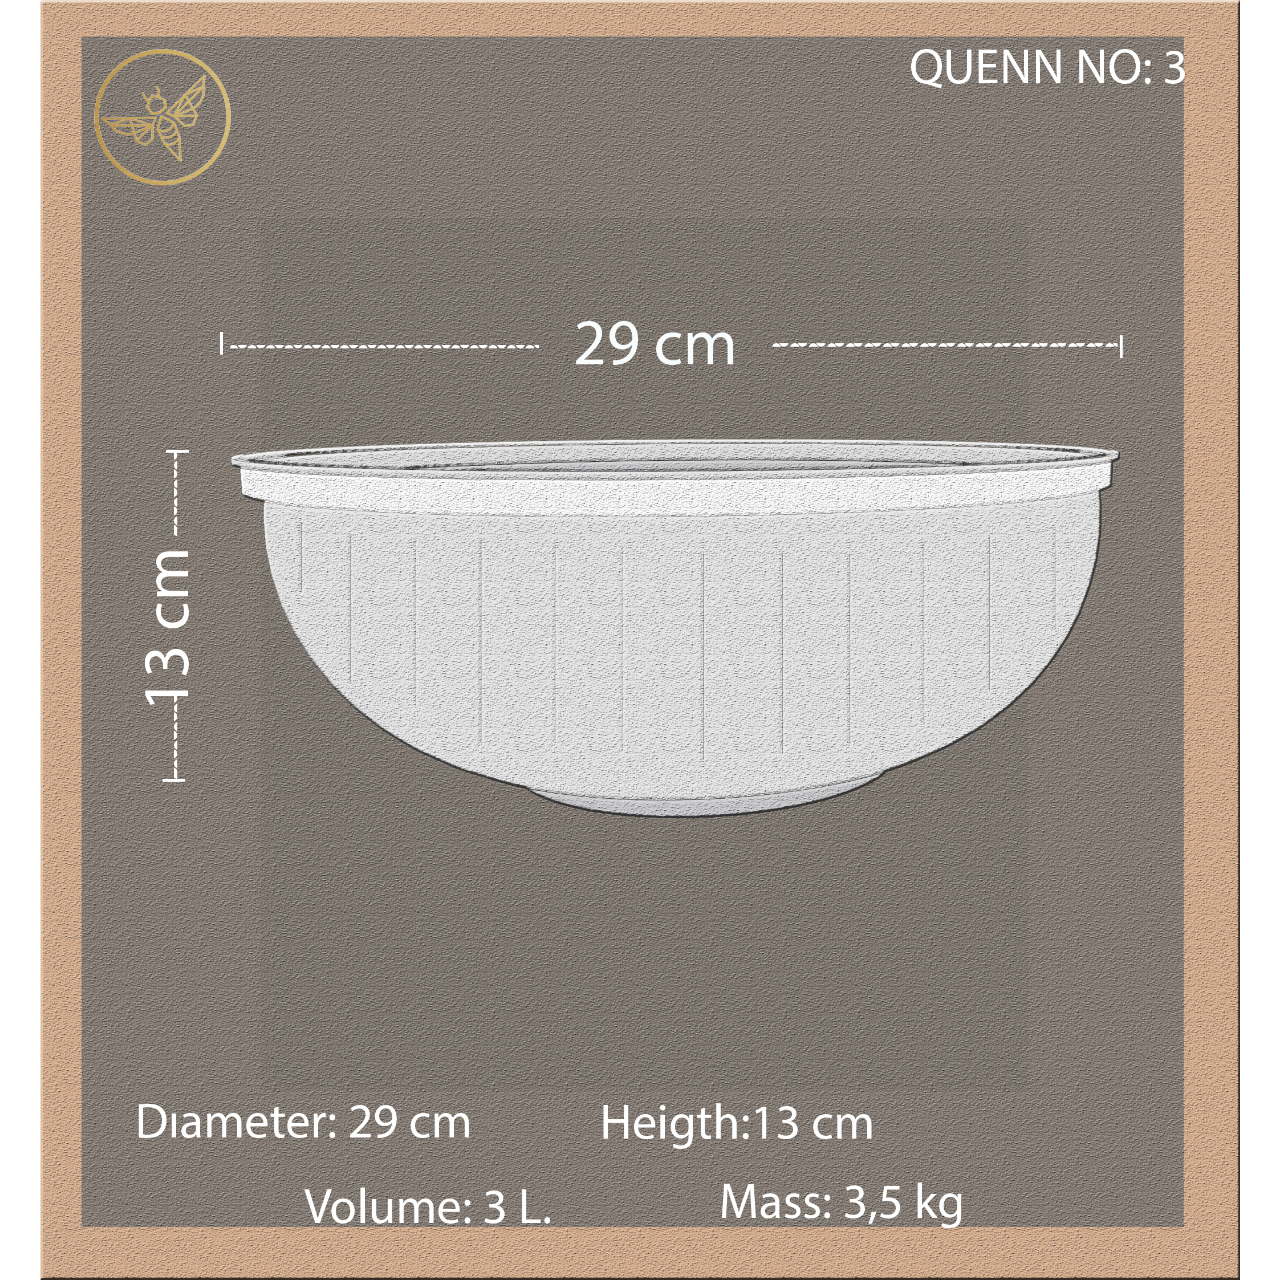 QUENN NO: 3
29 cm
13 cm
Dıameter: 29 cm
Heigth:13 cm
Volume: 3 L.
Mass: 3,5 kg